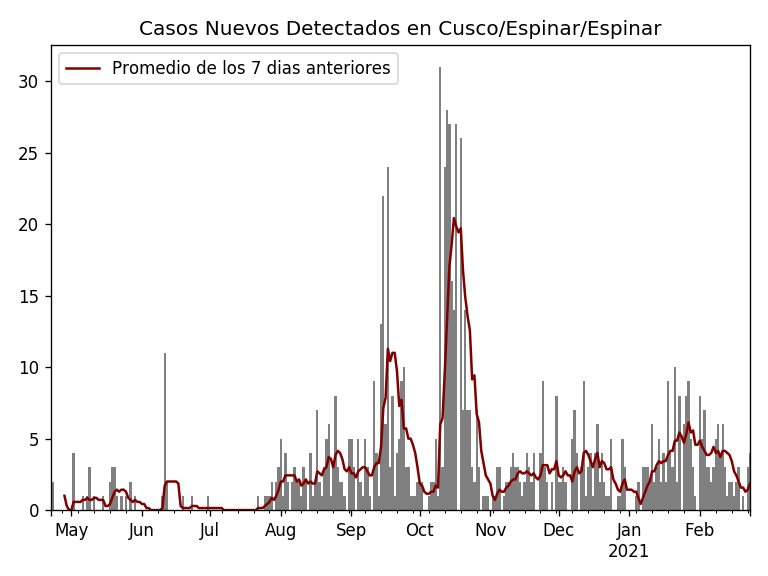 Casos Nuevos Detectados en Cusco/Espinar/Espinar
Promedio de los 7 dias anteriores
30
25
20
15
10
5
0
May Jun Jul Aug Sep Oct Nov Dec Jan Feb
2021